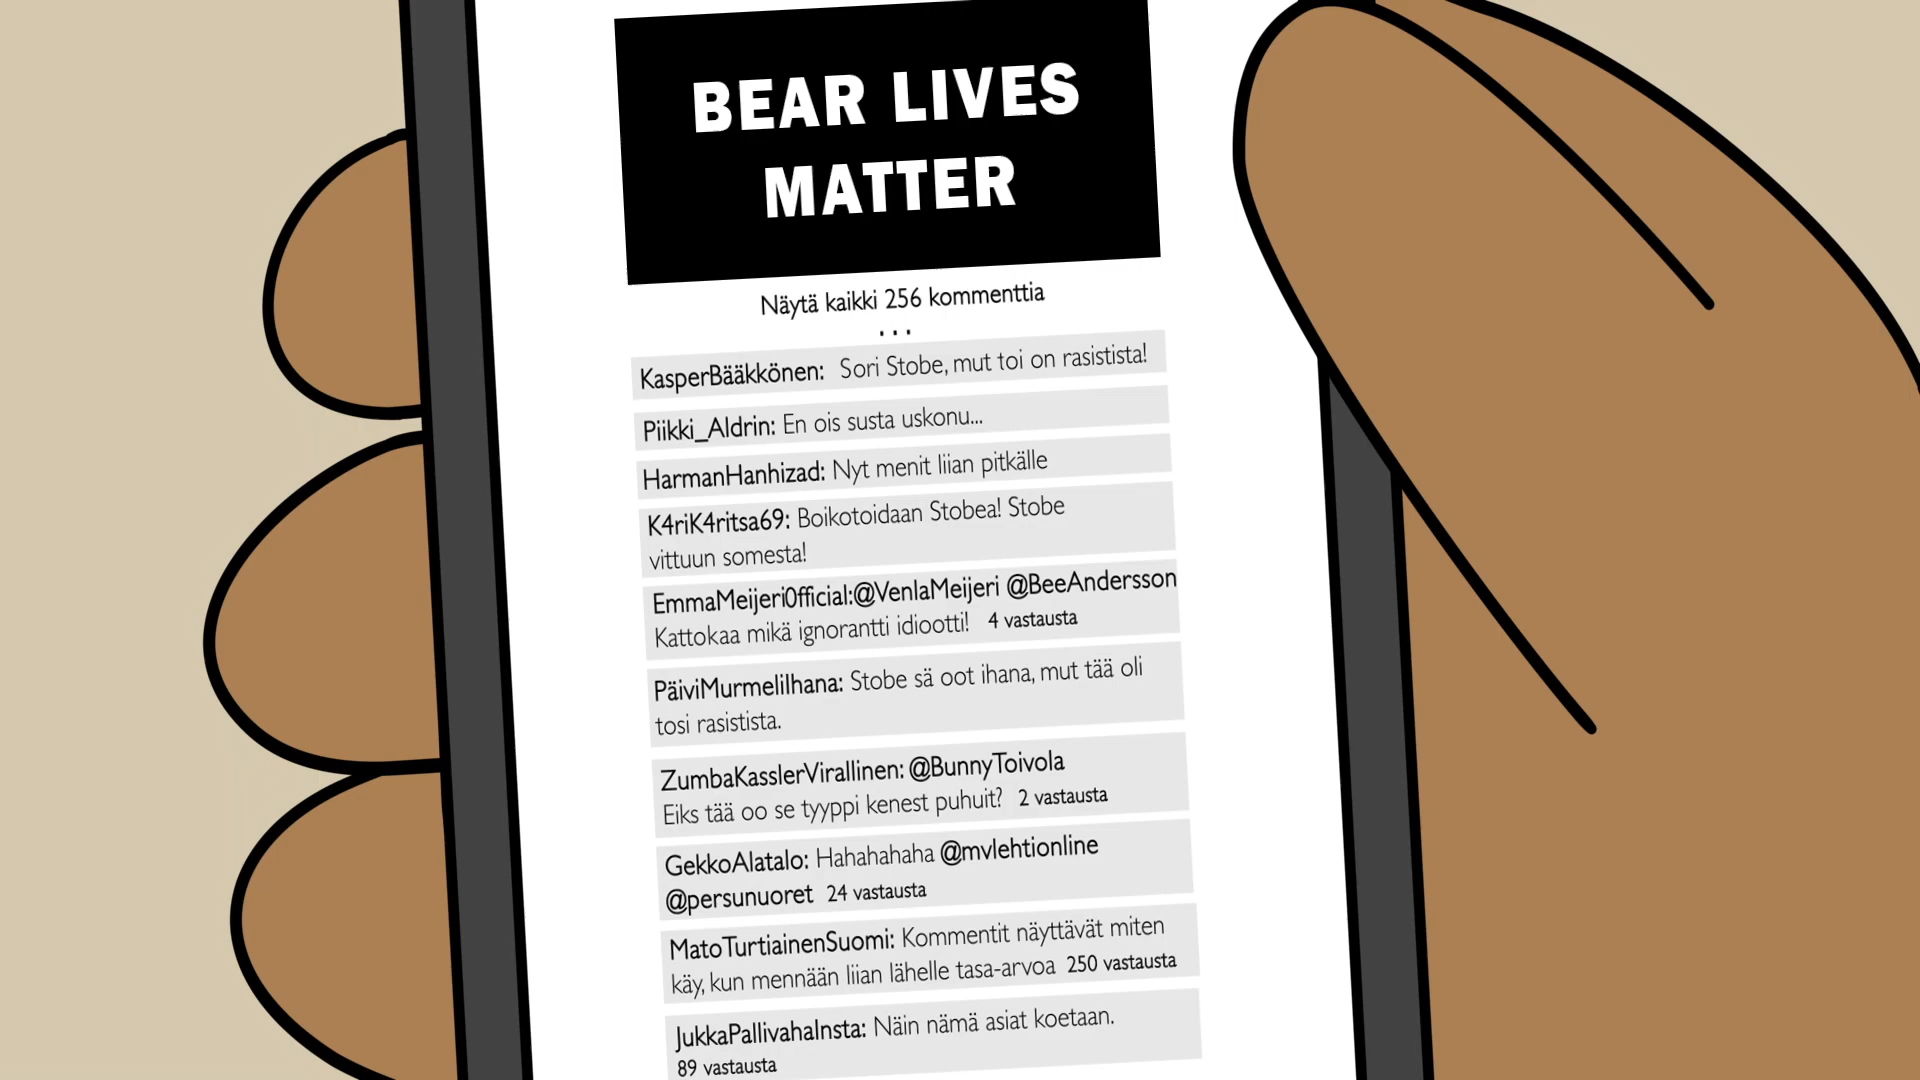 BEAR LIVES
MATTER
Näytä kaikki 256 kommenttia
...
KasperBääkkönen: Sori Stobe, mut toi on rasistista!
Piikki_Aldrin: En ois susta uskonu...
HarmanHanhizad: Nyt menit liian pitkälle
K4riK4ritsa69: Boikotoidaan Stobea! Stobe
vittuun somesta!
EmmaMeijeri0fficial:@VenlaMeijeri @BeeAndersson
Kattokaa mikä ignorantti idiootti! 4 vastausta
PäiviMurmeliIhana: Stobe sä oot ihana, mut tää oli
tosi rasistista.
ZumbaKasslerVirallinen: @BunnyToivola
Eiks tää oo se tyyppi kenest puhuit? 2 vastausta
GekkoAlatalo: Hahahahaha @mvlehtionline
@persunuoret 24 vastausta
MatoTurtiainenSuomi: Kommentit näyttävät miten
käy, kun mennään liian lähelle tasa-arvoa 250 vastausta
JukkaPallivahaInsta: Näin nämä asiat koetaan.
89 vastausta